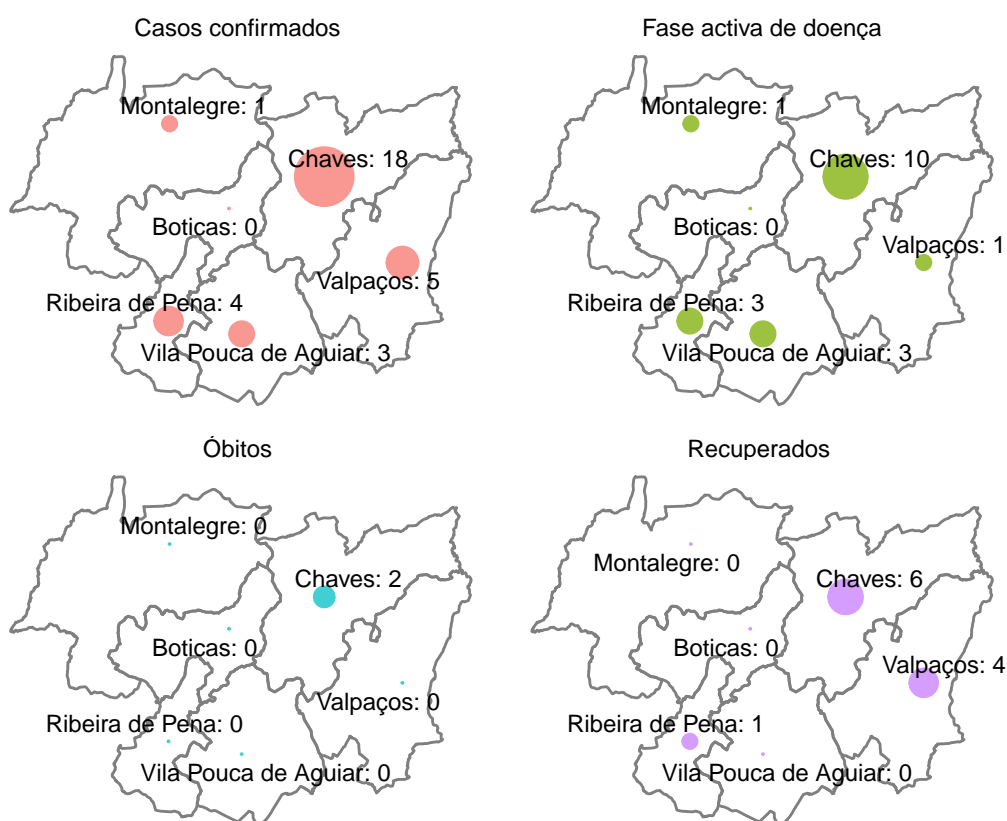 Casos confirmados
Montalegre: 1
Chaves: 18
Boticas: 0
Valpaços: 5
Ribeira de Pena: 4
Vila Pouca de Aguiar: 3
Fase activa de doença
Montalegre: 1
Chaves: 10
Boticas: 0
Valpaços: 1
Ribeira de Pena: 3
Vila Pouca de Aguiar: 3
Óbitos
Montalegre: 0
Chaves: 2
Boticas: 0
Valpaços: 0
Ribeira de Pena: 0
Vila Pouca de Aguiar: 0
Recuperados
Montalegre: 0
Chaves: 6
Boticas: 0
Valpaços: 4
Ribeira de Pena: 1
Vila Pouca de Aguiar: 0